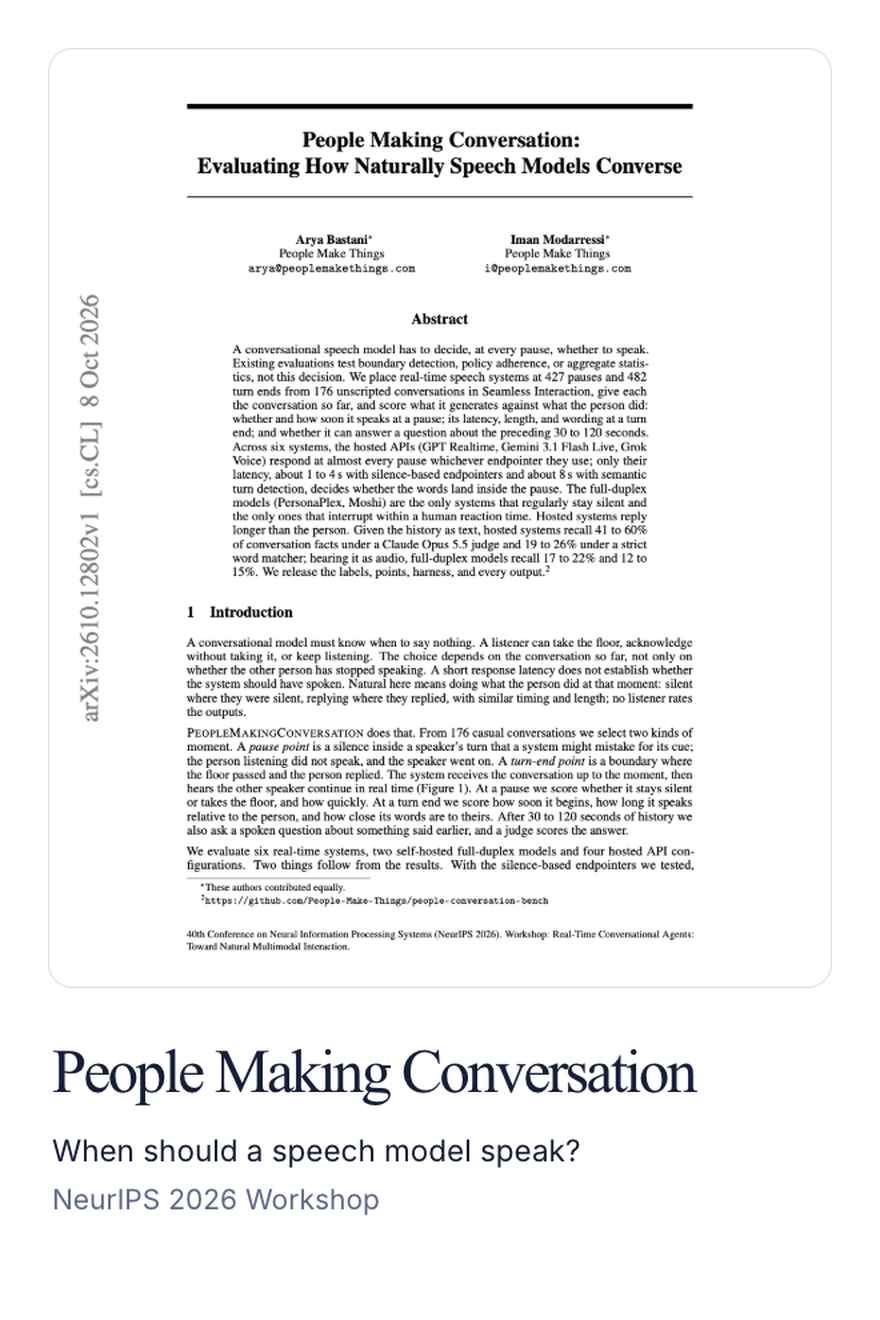 People Making Conversation:
Evaluating How Naturally Speech Models Converse
Arya Bastani*
People Make Things
arya@peoplemakethings.com
Iman Modarressi*
People Make Things
i@peoplemakethings.com
arXiv:2610.12802v1 [cs.CL] 8 Oct 2026
Abstract
A conversational speech model has to decide, at every pause, whether to speak.
Existing evaluations test boundary detection, policy adherence, or aggregate statis-
tics, not this decision. We place real-time speech systems at 427 pauses and 482
turn ends from 176 unscripted conversations in Seamless Interaction, give each
the conversation so far, and score what it generates against what the person did:
whether and how soon it speaks at a pause; its latency, length, and wording at a turn
end; and whether it can answer a question about the preceding 30 to 120 seconds.
Across six systems, the hosted APIs (GPT Realtime, Gemini 3.1 Flash Live, Grok
Voice) respond at almost every pause whichever endpointer they use; only their
latency, about 1 to 4 s with silence-based endpointers and about 8 s with semantic
turn detection, decides whether the words land inside the pause. The full-duplex
models (PersonaPlex, Moshi) are the only systems that regularly stay silent and
the only ones that interrupt within a human reaction time. Hosted systems reply
longer than the person. Given the history as text, hosted systems recall 41 to 60%
of conversation facts under a Claude Opus 5.5 judge and 19 to 26% under a strict
word matcher; hearing it as audio, full-duplex models recall 17 to 22% and 12 to
15%. We release the labels, points, harness, and every output.2
1 Introduction
A conversational model must know when to say nothing. A listener can take the floor, acknowledge
without taking it, or keep listening. The choice depends on the conversation so far, not only on
whether the other person has stopped speaking. A short response latency does not establish whether
the system should have spoken. Natural here means doing what the person did at that moment: silent
where they were silent, replying where they replied, with similar timing and length; no listener rates
the outputs.
PEOPLEMAKINGCONVERSATION does that. From 176 casual conversations we select two kinds of
moment. A pause point is a silence inside a speaker's turn that a system might mistake for its cue;
the person listening did not speak, and the speaker went on. A turn-end point is a boundary where
the floor passed and the person replied. The system receives the conversation up to the moment, then
hears the other speaker continue in real time (Figure 1). At a pause we score whether it stays silent
or takes the floor, and how quickly. At a turn end we score how soon it begins, how long it speaks
relative to the person, and how close its words are to theirs. After 30 to 120 seconds of history we
also ask a spoken question about something said earlier, and a judge scores the answer.
We evaluate six real-time systems, two self-hosted full-duplex models and four hosted API con-
figurations. Two things follow from the results. With the silence-based endpointers we tested,
*These authors contributed equally.
2https://github.com/People-Make-Things/people-conversation-bench
40th Conference on Neural Information Processing Systems (NeurIPS 2026). Workshop: Real-Time Conversational Agents:
Toward Natural Multimodal Interaction.
People Making Conversation
When should a speech model speak?
NeurIPS 2026 Workshop